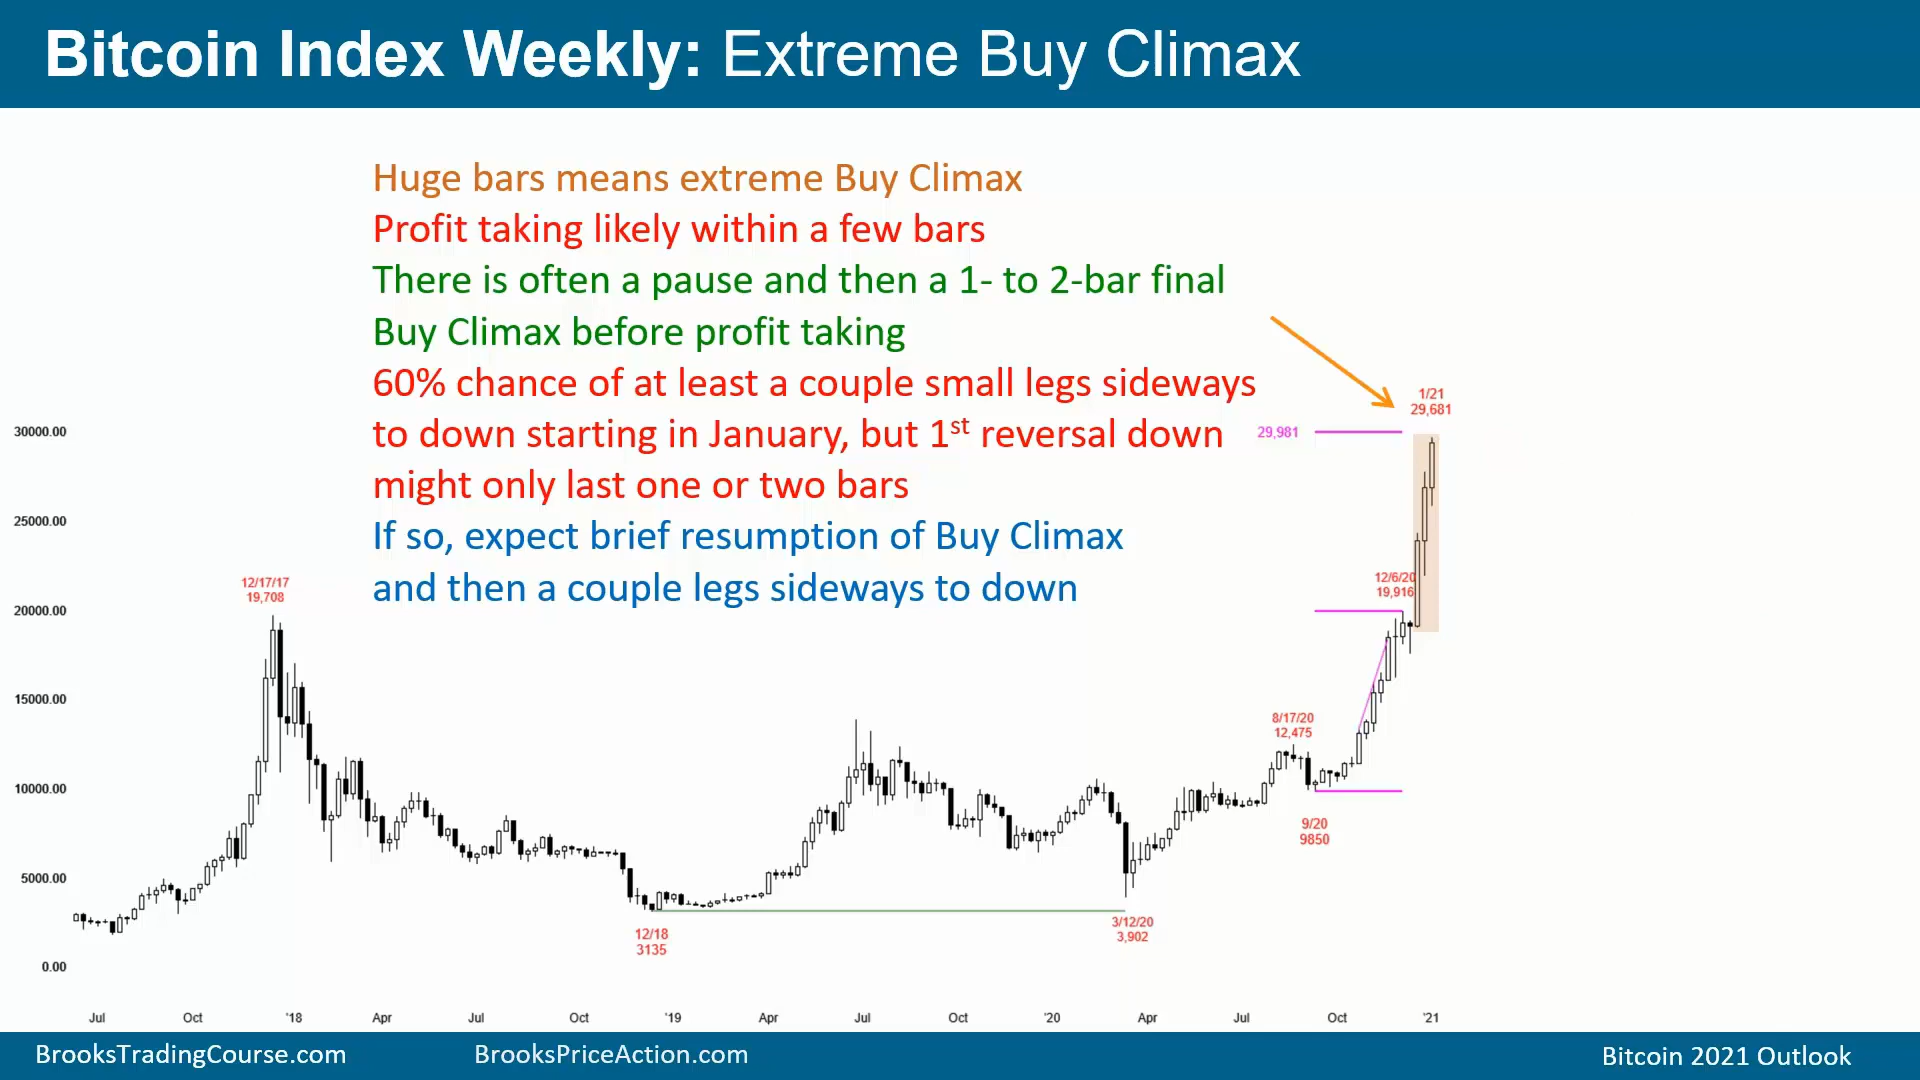 Bitcoin Index Weekly: Extreme Buy Climax
Huge bars means extreme Buy Climax
Profit taking likely within a few bars
There is often a pause and then a 1- to 2-bar final
Buy Climax before profit taking
60% chance of at least a couple small legs sideways
to down starting in January, but 1st reversal down
might only last one or two bars
If so, expect brief resumption of Buy Climax
and then a couple legs sideways to down
1/21
29,681
29,981
12/6/20
19,916
12/17/17
19,708
8/17/20
12,475
9/20
9850
12/18
3135
3/12/20
3,902
30000.00
25000.00
20000.00
15000.00
10000.00
5000.00
0.00
Jul Oct '18 Apr Jul Oct '19 Apr Jul Oct '20 Apr Jul Oct '21
BrooksTradingCourse.com BrooksPriceAction.com Bitcoin 2021 Outlook